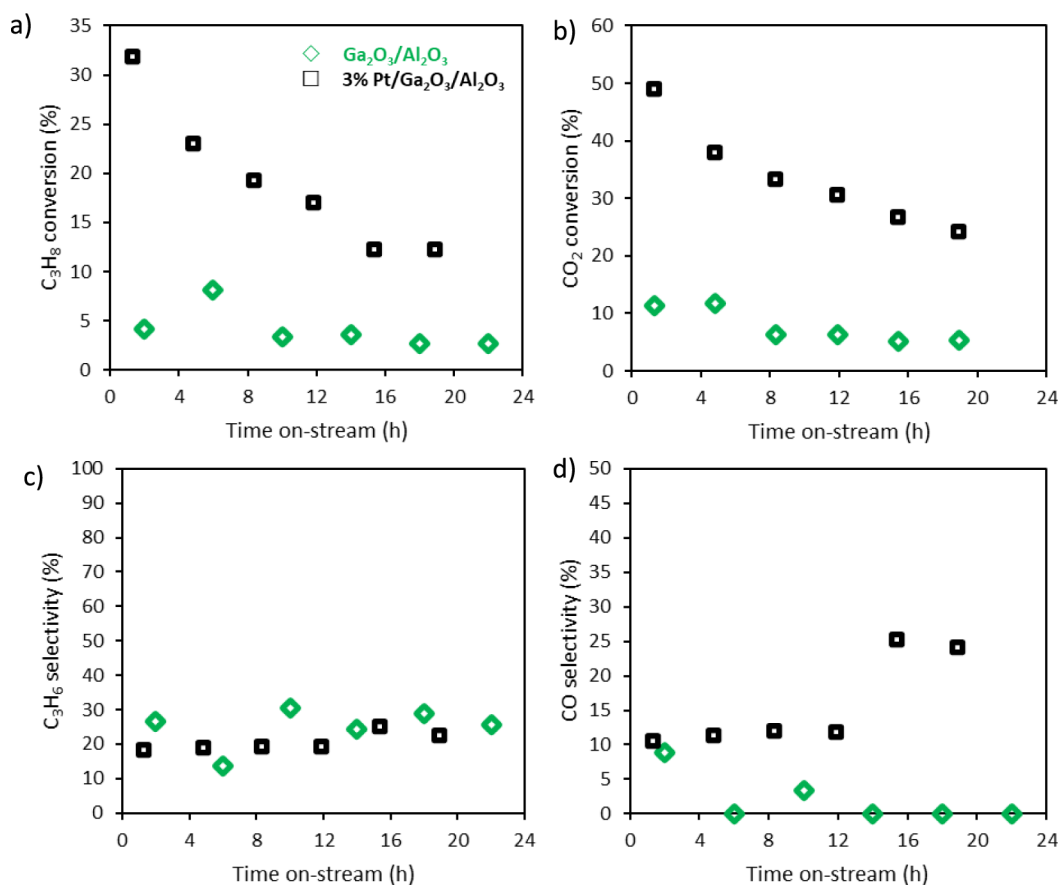 a)
C₃H₈ conversion (%)
35
30
25
20
15
10
5
0
0 4 8 12 16 20 24
Time on-stream (h)
Ga₂O₃/Al₂O₃
3% Pt/Ga₂O₃/Al₂O₃
b)
CO₂ conversion (%)
60
50
40
30
20
10
0
0 4 8 12 16 20 24
Time on-stream (h)
c)
C₃H₆ selectivity (%)
100
90
80
70
60
50
40
30
20
10
0
0 4 8 12 16 20 24
Time on-stream (h)
d)
CO selectivity (%)
50
45
40
35
30
25
20
15
10
5
0
0 4 8 12 16 20 24
Time on-stream (h)